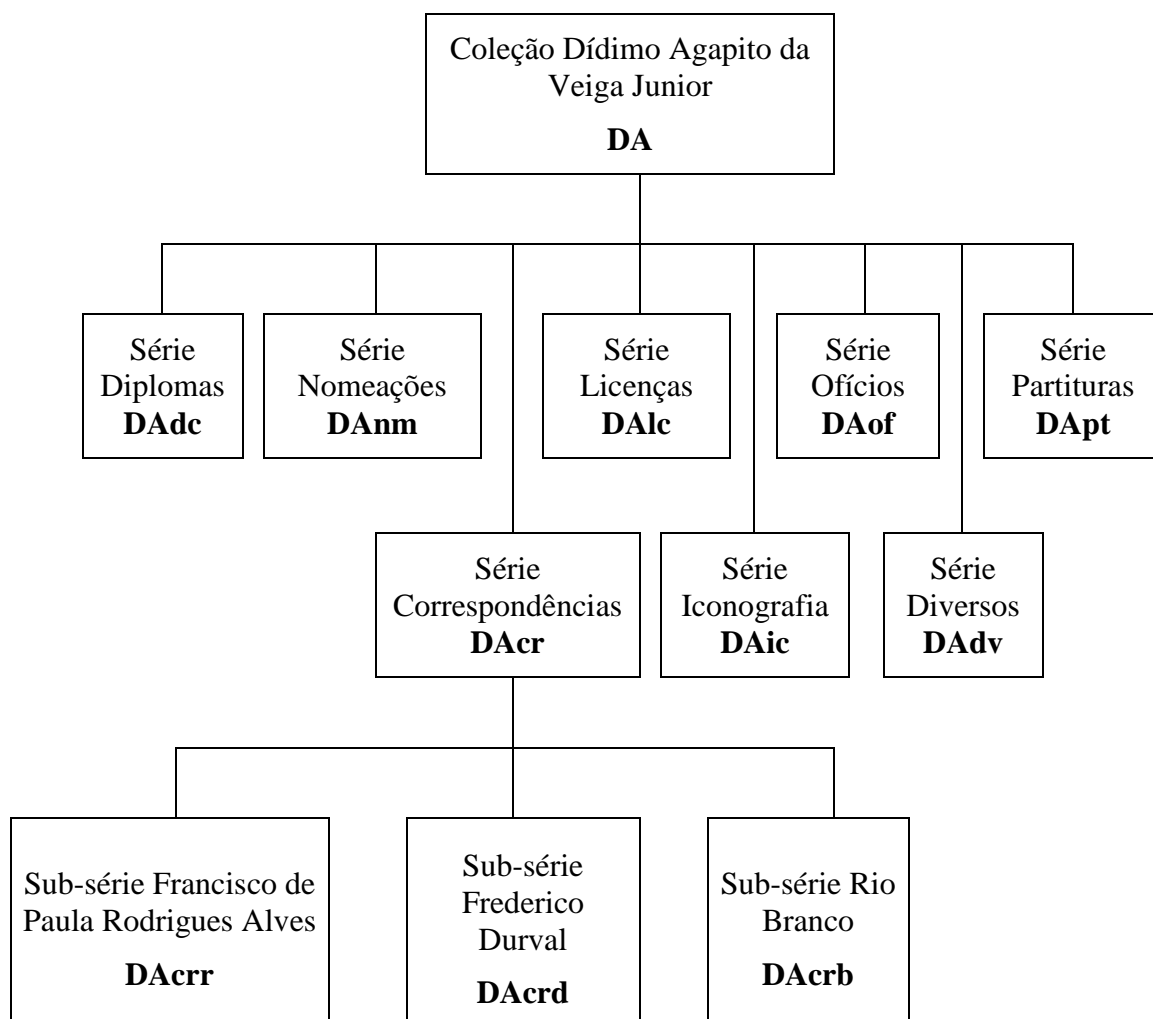 Coleção Dídimo Agapito da
Veiga Junior
DA
Série
Diplomas
DAdc
Série
Nomeações
DAnm
Série
Licenças
DAlc
Série
Ofícios
DAof
Série
Partituras
DApt
Série
Correspondências
DAcr
Série
Iconografia
DAic
Série
Diversos
DAdv
Sub-série Francisco de
Paula Rodrigues Alves
DAcrr
Sub-série
Frederico
Durval
DAcrd
Sub-série Rio
Branco
DAcrb